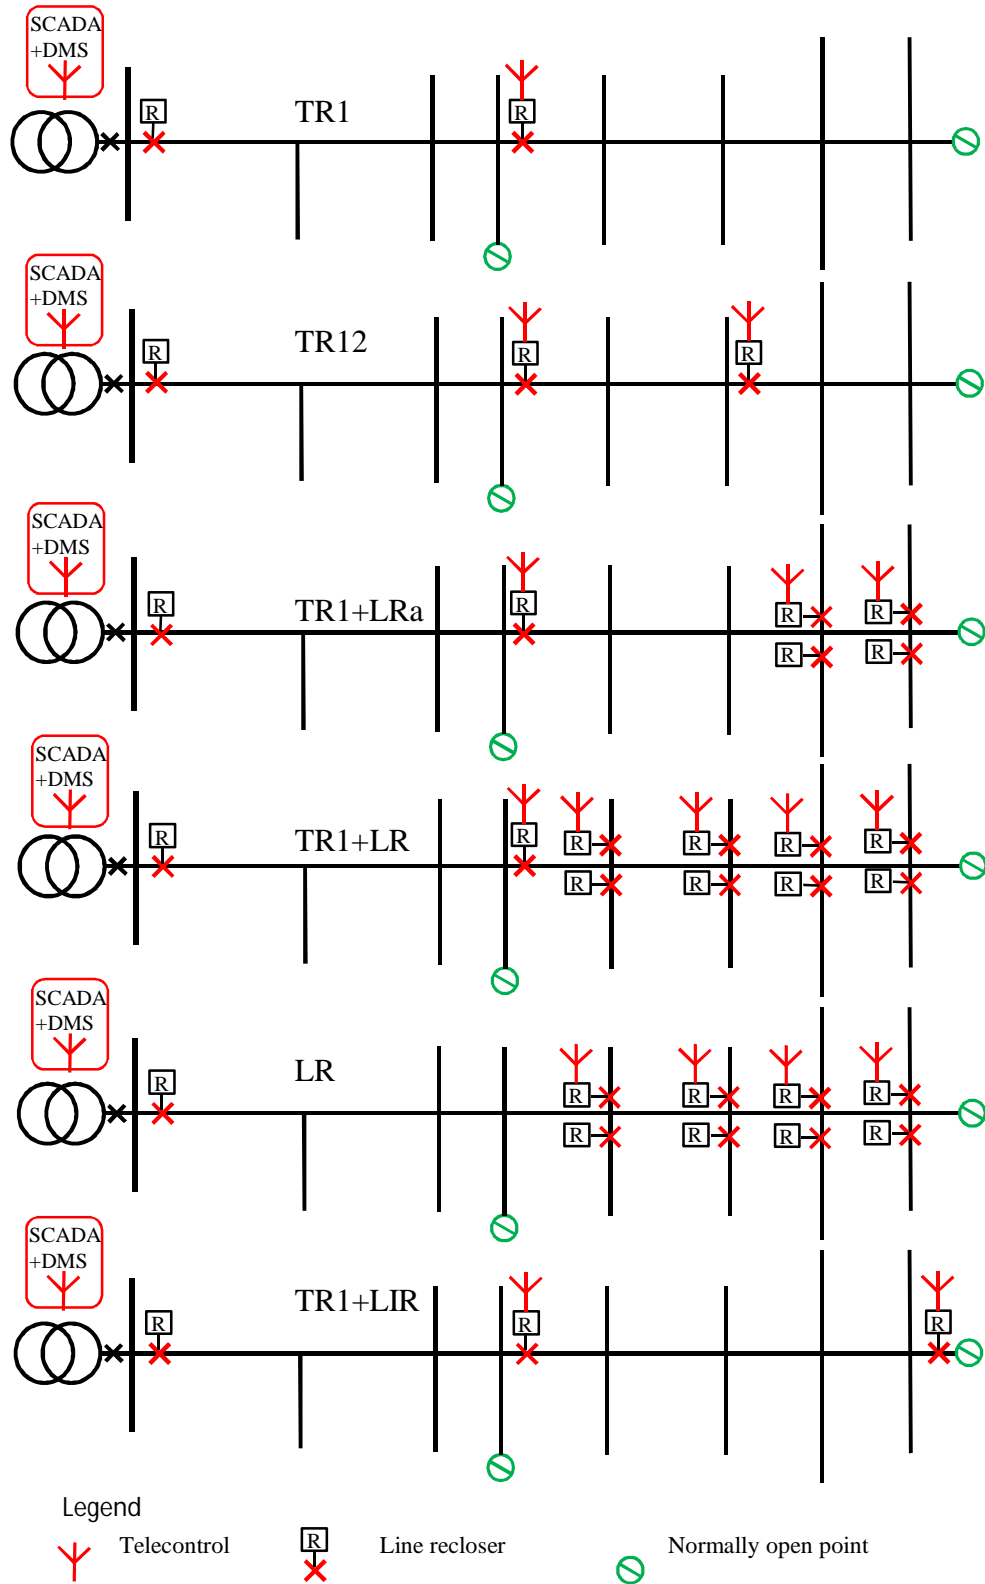 SCADA
+DMS
R
TR1
R
SCADA
+DMS
R
TR12
R
R
SCADA
+DMS
R
TR1+LRa
R
R
R
R
R
SCADA
+DMS
R
TR1+LR
R
R
R
R
R
R
R
R
R
SCADA
+DMS
R
LR
R
R
R
R
R
R
R
R
SCADA
+DMS
R
TR1+LIR
R
R
Legend
Telecontrol
R
Line recloser
Normally open point